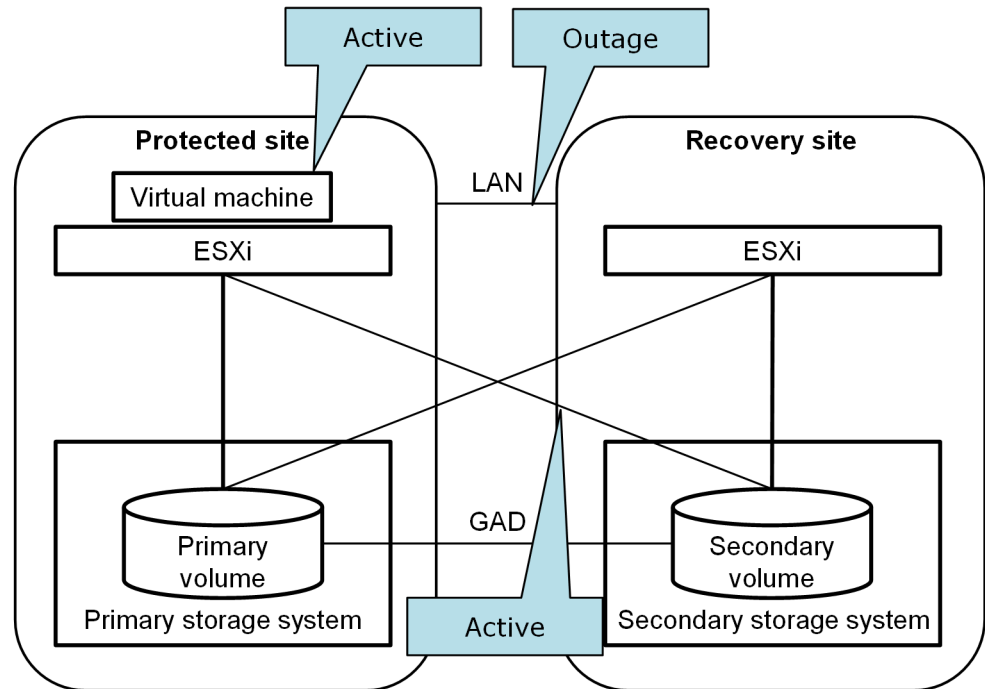 Active
Outage
Protected site
Recovery site
Virtual machine
LAN
ESXi
ESXi
Primary
volume
GAD
Secondary
volume
Primary storage system
Active
Secondary storage system